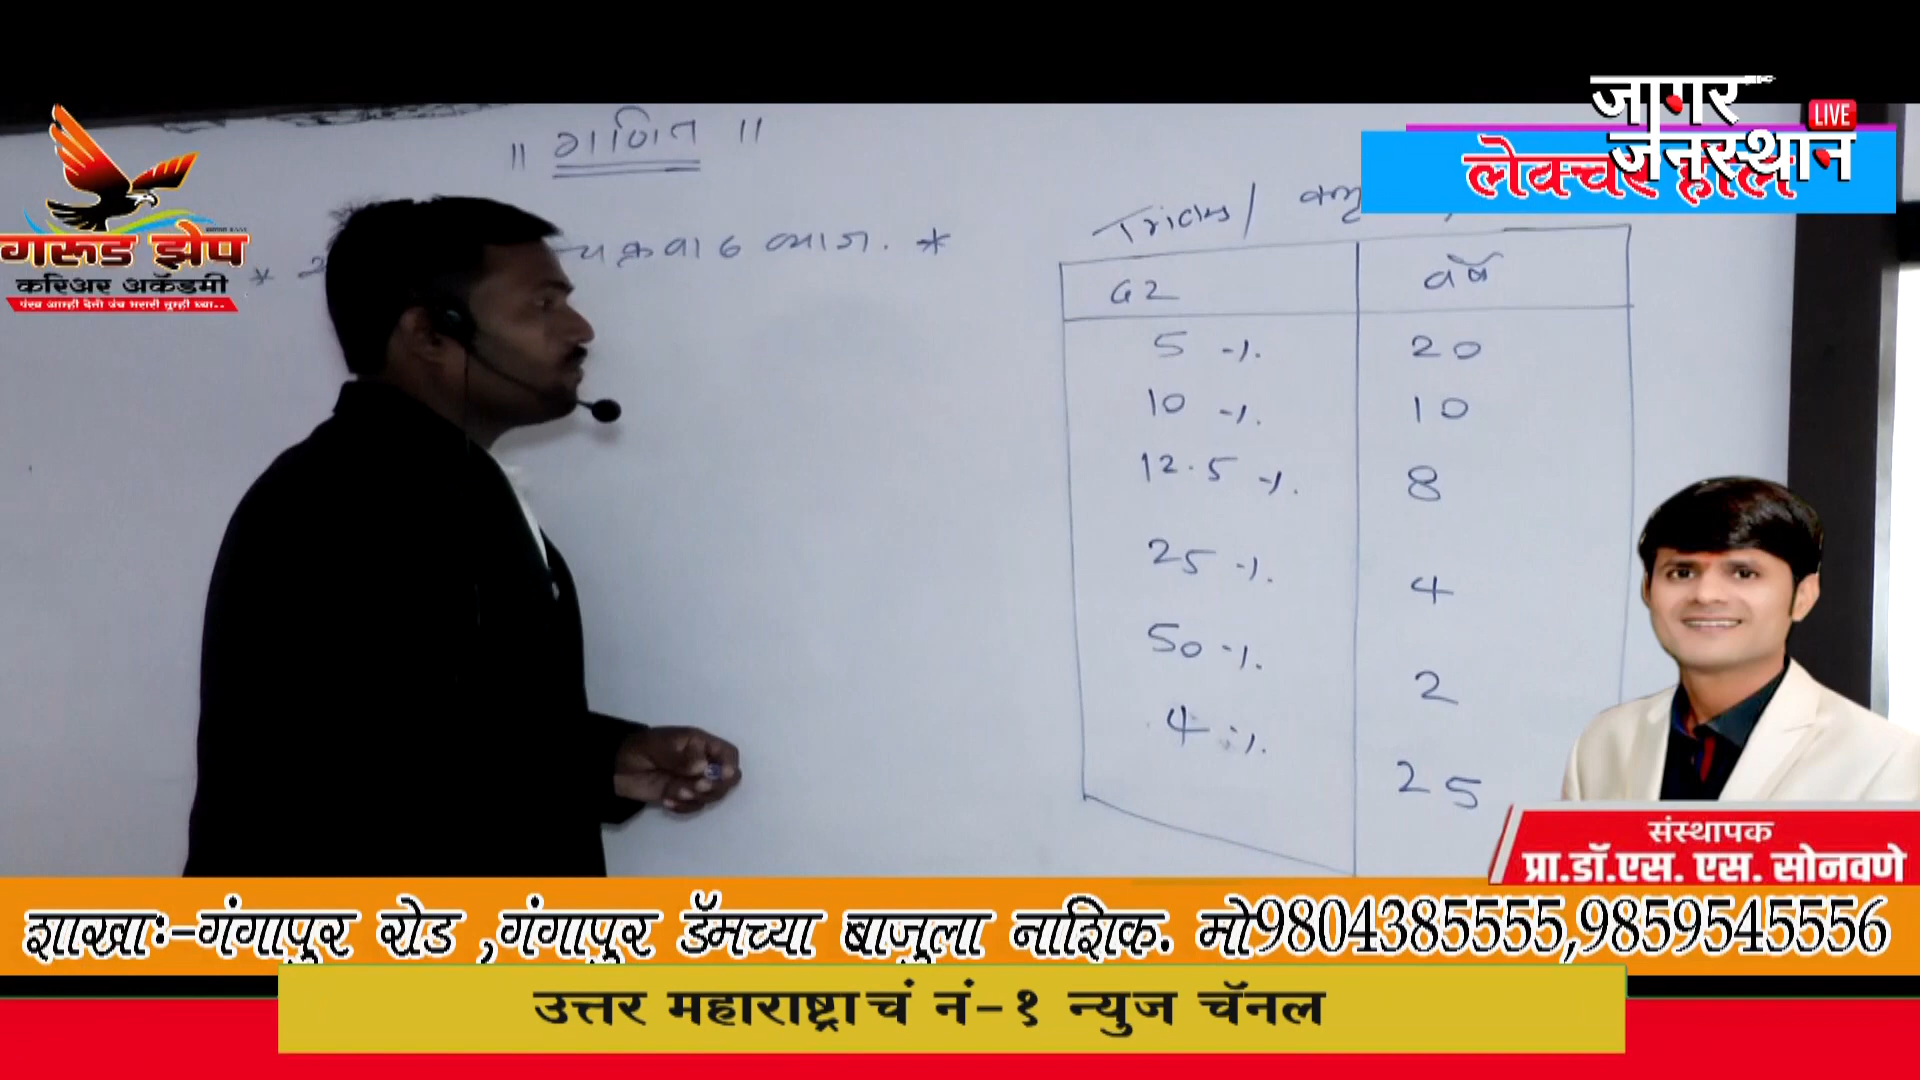 जागर
जनस्थान
LIVE
लेक्चर हॉल
गरुड झेप
करिअर अकॅडमी
पंख आम्ही देतो झेप भरारी तुम्ही घ्या..
॥ गणित ॥
चक्रवाढ व्याज. *
Tricks /
दर वर्ष
5 % 20
10 % 10
12.5 % 8
25 % 4
50 % 2
4 % 25
संस्थापक
प्रा.डॉ.एस. एस. सोनवणे
शाखाः-गंगापुर रोड ,गंगापुर डॅमच्या बाजुला नाशिक. मो9804385555,9859545556
उत्तर महाराष्ट्राचं नं-१ न्युज चॅनल